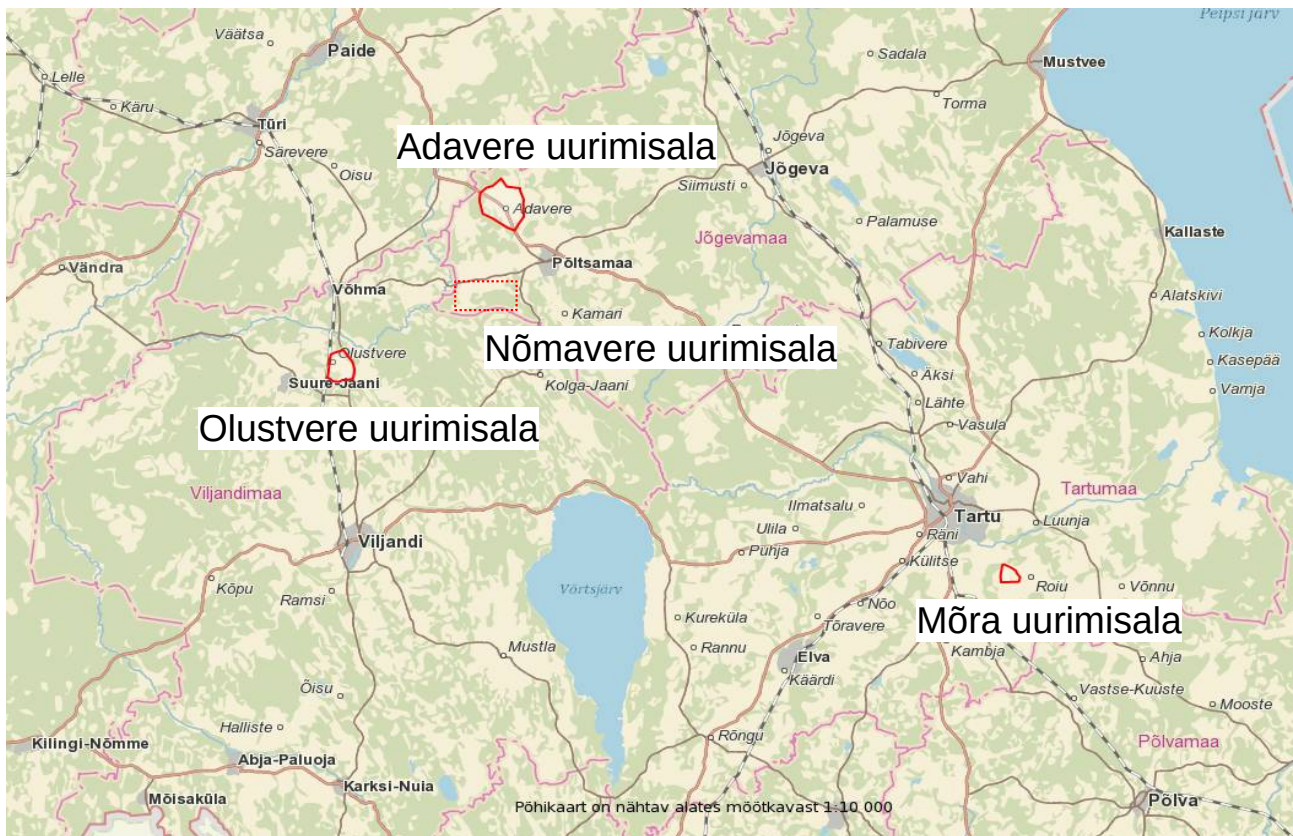 Peipsi järv
Väätsa
Paide
Sadala
Mustvee
Lelle
Käru
Torma
Türi
Adavere uurimisala
Jõgeva
Särevere
Oisu
Jõgeva
Siimusti
Adavere
Palamuse
Kallaste
Jõgevamaa
Vändra
Põltsamaa
Võhma
Alatskivi
Kamari
Kolkja
Nõmavere uurimisala
Tabivere
Olustvere
Kasepää
Suure-Jaani
Kolga-Jaani
Äksi
Varnja
Lähte
Olustvere uurimisala
Vasula
Viljandimaa
Vahi
Tartumaa
Ilmatsalu
Tartu
Ulila
Luunja
Viljandi
Puhja
Räni
Külitse
Kõpu
Ramsi
Võrtsjärv
Roiu
Võnnu
Nõo
Kureküla
Tõravere
Mõra uurimisala
Mustla
Rannu
Elva
Kambja
Ahja
Käärdi
Õisu
Vastse-Kuuste
Mooste
Halliste
Kilingi-Nõmme
Rõngu
Põlvamaa
Abja-Paluoja
Karksi-Nuia
Mõisaküla
Põhikaart on nähtav alates mõõtkavast 1:10 000
Põlva